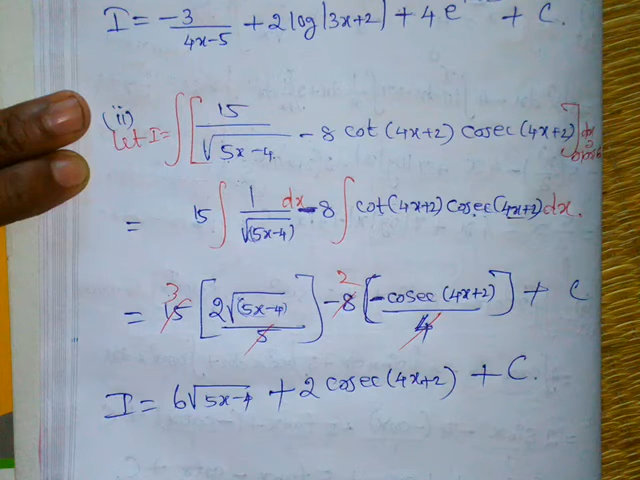 I = -3/(4x-5) + 2log|3x+2| + 4e + C.
(ii) Let I = ∫[15/√(5x-4) - 8 cot(4x+2) cosec(4x+2)]dx
= 15∫ 1/√(5x-4) dx - 8∫cot(4x+2) cosec(4x+2) dx.
= 15 3 [2√(5x-4)/5] - 8 2 [-cosec(4x+2)/4] + C
I = 6√5x-4 + 2 cosec(4x+2) + C.